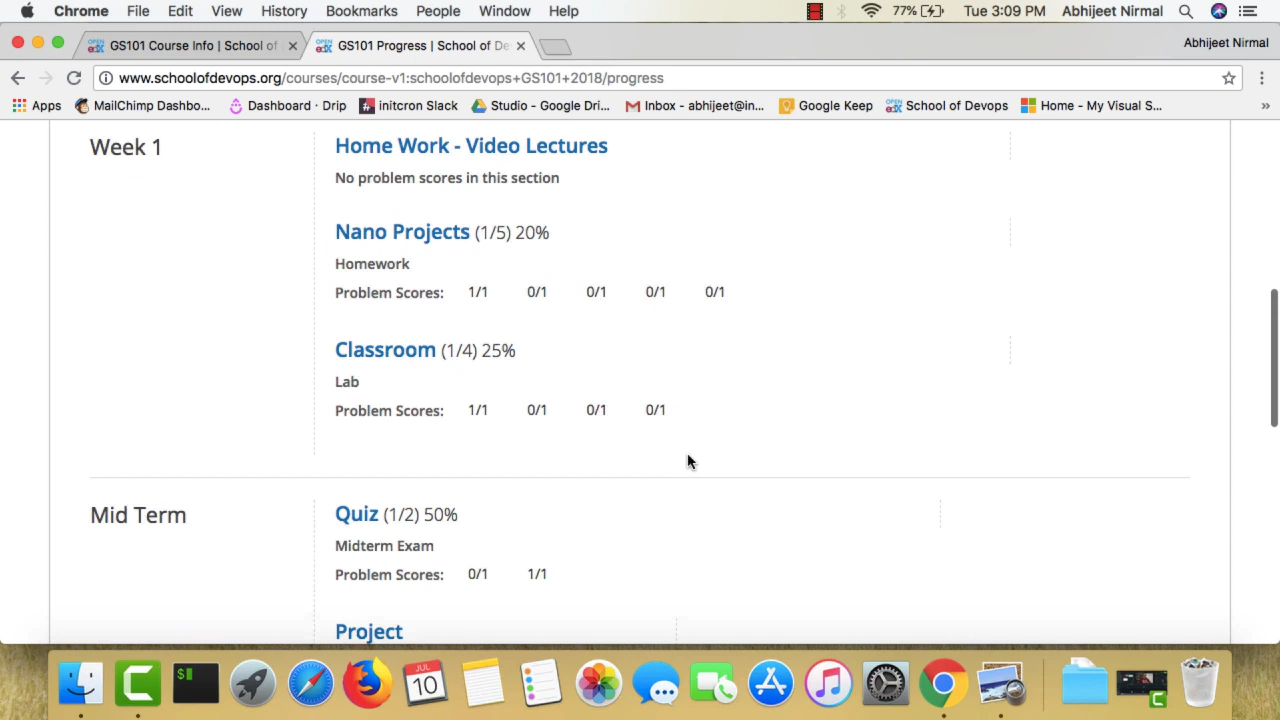 Chrome File Edit View History Bookmarks People Window Help 77% Tue 3:09 PM Abhijeet Nirmal
GS101 Course Info | School of GS101 Progress | School of De Abhijeet Nirmal
www.schoolofdevops.org/courses/course-v1:schoolofdevops+GS101+2018/progress
Apps MailChimp Dashbo... Dashboard · Drip initcron Slack Studio - Google Dri... Inbox - abhijeet@in... Google Keep School of Devops Home - My Visual S... »
Week 1 Home Work - Video Lectures
No problem scores in this section
Nano Projects (1/5) 20%
Homework
Problem Scores: 1/1 0/1 0/1 0/1 0/1
Classroom (1/4) 25%
Lab
Problem Scores: 1/1 0/1 0/1 0/1
Mid Term Quiz (1/2) 50%
Midterm Exam
Problem Scores: 0/1 1/1
Project
$
JUL
10